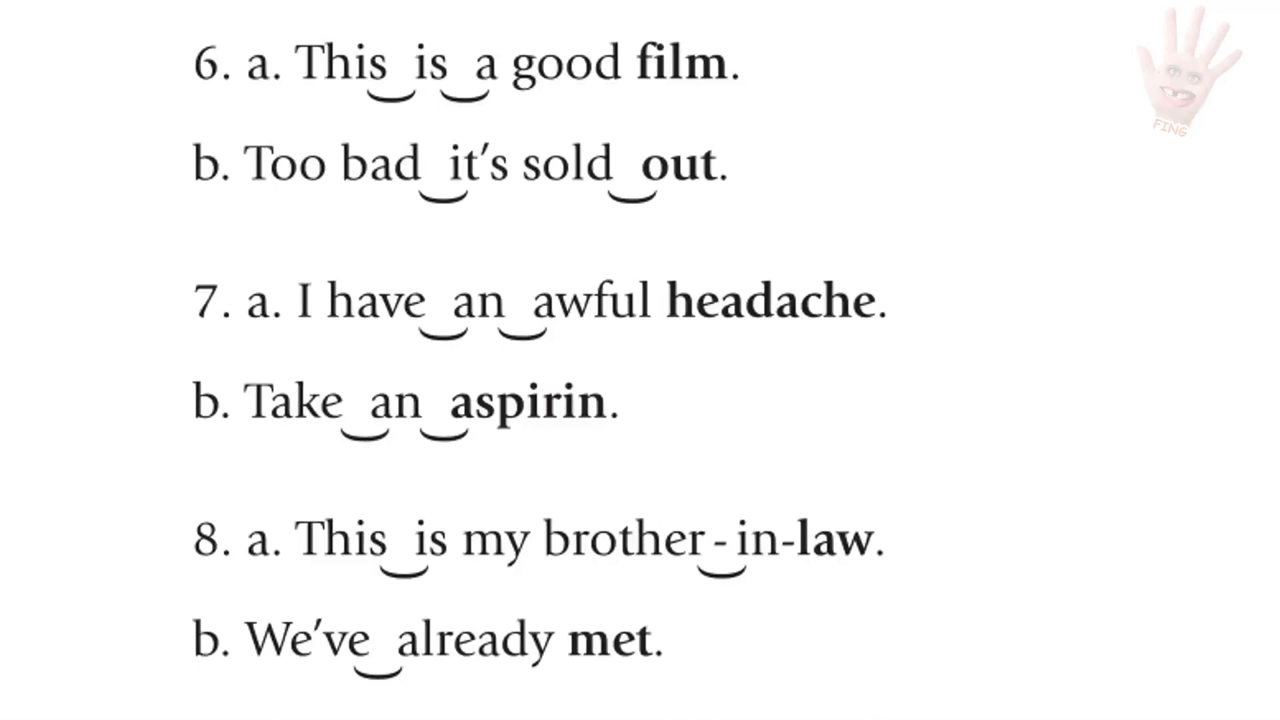 6. a. This is a good film.
b. Too bad it's sold out.
7. a. I have an awful headache.
b. Take an aspirin.
8. a. This is my brother-in-law.
b. We've already met.
FING